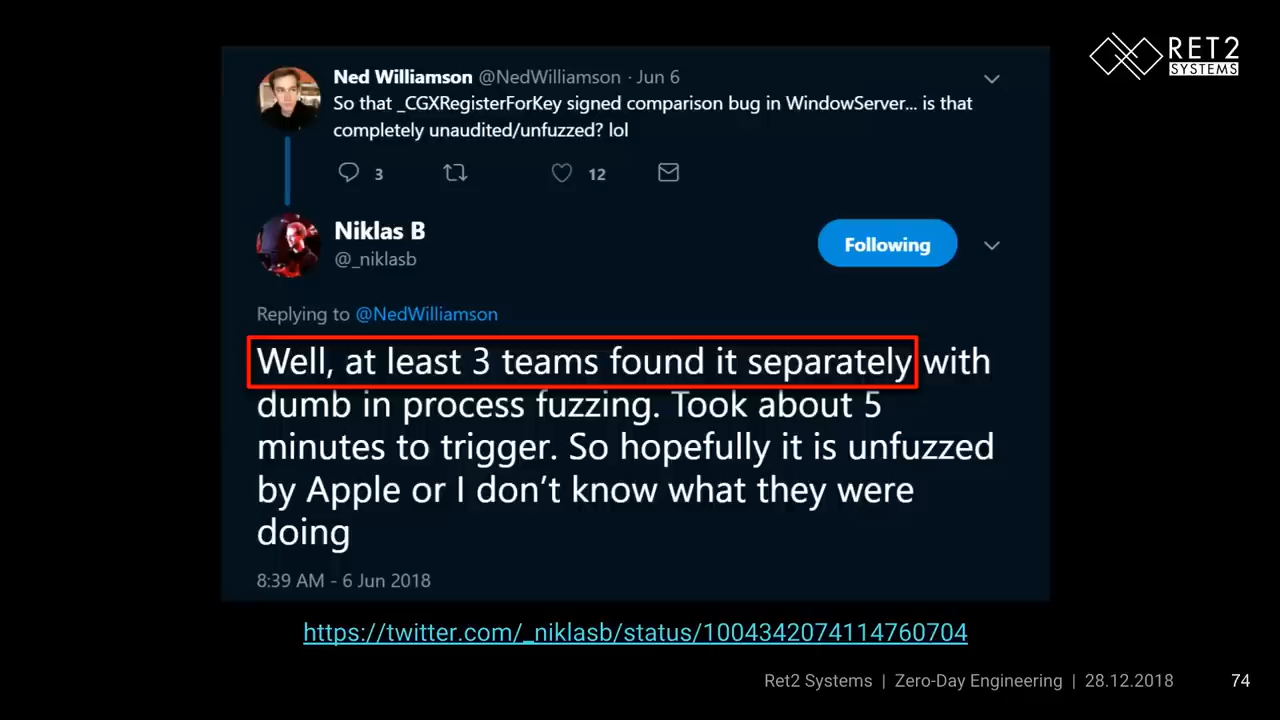 RET2
SYSTEMS
Ned Williamson @NedWilliamson · Jun 6
So that _CGXRegisterForKey signed comparison bug in WindowServer... is that
completely unaudited/unfuzzed? lol
3 12
Niklas B
@_niklasb
Following
Replying to @NedWilliamson
Well, at least 3 teams found it separately with
dumb in process fuzzing. Took about 5
minutes to trigger. So hopefully it is unfuzzed
by Apple or I don’t know what they were
doing
8:39 AM - 6 Jun 2018
https://twitter.com/_niklasb/status/1004342074114760704
Ret2 Systems | Zero-Day Engineering | 28.12.2018 74